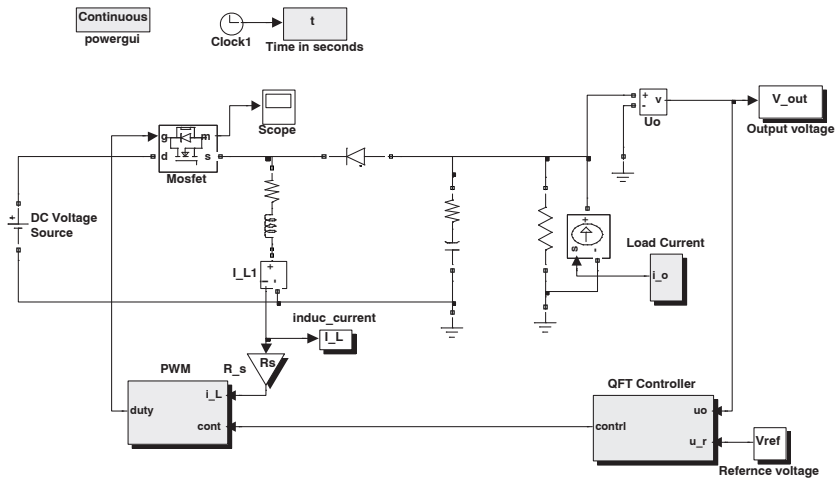 Continuous
powergui
Clock1
t
Time in seconds
Scope
g
m
d
s
Mosfet
DC Voltage
Source
+
+
-
v
Uo
V_out
Output voltage
I_L1
+
-
+
s
-
Load Current
i_o
induc_current
I_L
R_s
Rs
PWM
i_L
duty
cont
QFT Controller
uo
contrl
u_r
Vref
Refernce voltage